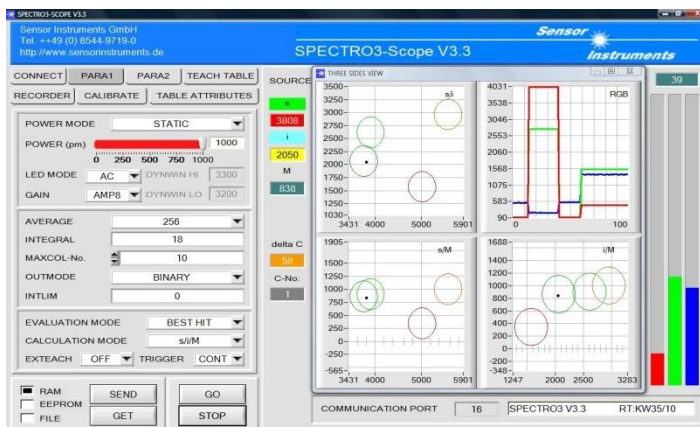 SPECTRO3-SCOPE V3.3
Sensor Instruments GmbH
Tel. ++49 (0) 8544-9719-0
http://www.sensorinstruments.de
SPECTRO3-Scope V3.3
Sensor
Instruments
CONNECT PARA1 PARA2 TEACH TABLE
RECORDER CALIBRATE TABLE ATTRIBUTES
POWER MODE STATIC
POWER (pm) 1000
0 250 500 750 1000
LED MODE AC DYNWIN HI 3300
GAIN AMP8 DYNWIN LO 3200
AVERAGE 256
INTEGRAL 18
MAXCOL-No. 10
OUTMODE BINARY
INTLIM 0
EVALUATION MODE BEST HIT
CALCULATION MODE s/i/M
EXTEACH OFF TRIGGER CONT
RAM
EEPROM
FILE
SEND GO
GET STOP
SOURCE
s
3808
i
2050
M
838
delta C
58
C-No:
1
THREE SIDES VIEW
s/i
3500
3250
3000
2750
2500
2250
2000
1750
1500
1250
1030
3431 4000 5000 5901
RGB
4031
3538
3046
2553
2060
1568
1075
583
90
0 100
s/M
1905
1500
1250
1000
750
500
250
0
-250
-565
3431 4000 5000 5901
i/M
1688
1400
1200
1000
800
600
400
200
0
-200
-348
1247 2000 2500 3283
39
COMMUNICATION PORT 16 SPECTRO3 V3.3 RT:KW35/10